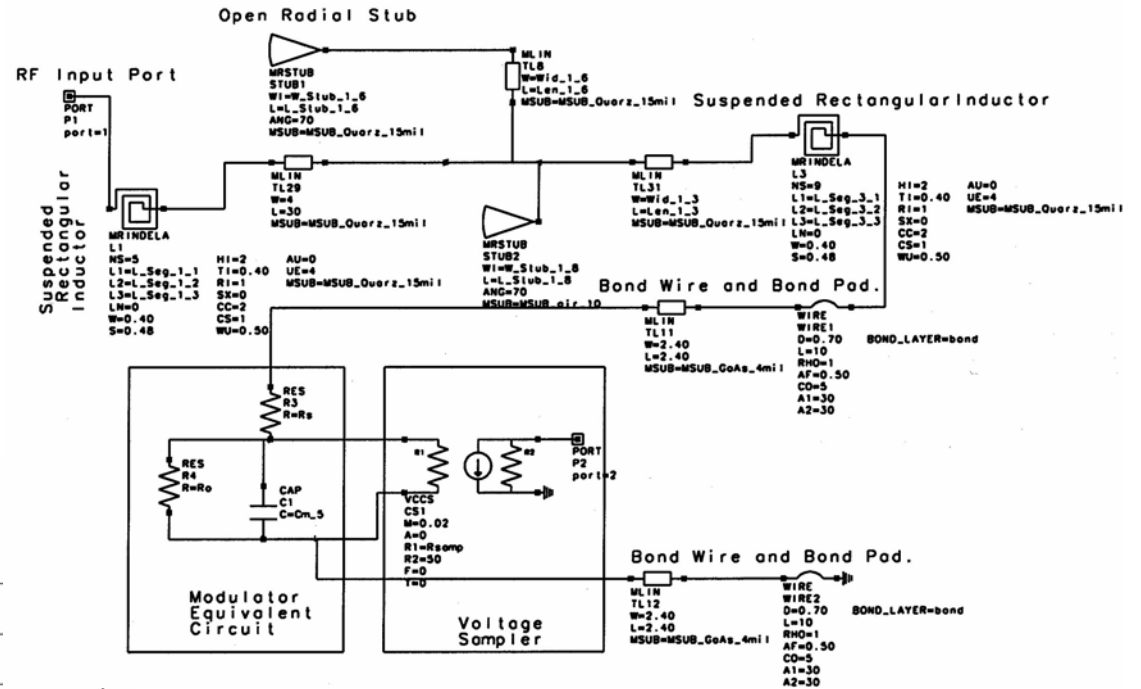 Open Radial Stub
RF Input Port
PORT
P1
port=1
MRSTUB
STUB1
WI=W_Stub_1_6
L=L_Stub_1_6
ANG=70
MSUB=MSUB_Quarz_15mil
MLIN
TL8
W=Wid_1_6
L=Len_1_6
MSUB=MSUB_Quarz_15mil
Suspended RectangularInductor
Suspended
Rectangular
Inductor
MRINDELA
L1
NS=5
L1=L_Seg_1_1
L2=L_Seg_1_2
L3=L_Seg_1_3
LN=0
W=0.40
S=0.48
HI=2
TI=0.40
RI=1
SX=0
CC=2
CS=1
WU=0.50
AU=0
UE=4
MSUB=MSUB_Quarz_15mil
MLIN
TL29
W=4
L=30
MSUB=MSUB_Quarz_15mil
MRSTUB
STUB2
WI=W_Stub_1_8
L=L_Stub_1_8
ANG=70
MSUB=MSUB_air_10
MLIN
TL31
W=Wid_1_3
L=Len_1_3
MSUB=MSUB_Quarz_15mil
MRINDELA
L3
NS=9
L1=L_Seg_3_1
L2=L_Seg_3_2
L3=L_Seg_3_3
LN=0
W=0.40
S=0.48
HI=2
TI=0.40
RI=1
SX=0
CC=2
CS=1
WU=0.50
AU=0
UE=4
MSUB=MSUB_Quarz_15mil
Bond Wire and Bond Pad.
MLIN
TL11
W=2.40
L=2.40
MSUB=MSUB_GaAs_4mil
WIRE
WIRE1
D=0.70
L=10
RHO=1
AF=0.50
CO=5
A1=30
A2=30
BOND_LAYER=bond
RES
R3
R=Rs
RES
R4
R=Ro
CAP
C1
C=Cm_5
Modulator
Equivalent
Circuit
R1
R2
PORT
P2
port=2
VCCS
CS1
M=0.02
A=0
R1=Rsamp
R2=50
F=0
T=0
Voltage
Sampler
Bond Wire and Bond Pad.
MLIN
TL12
W=2.40
L=2.40
MSUB=MSUB_GaAs_4mil
WIRE
WIRE2
D=0.70
L=10
RHO=1
AF=0.50
CO=5
A1=30
A2=30
BOND_LAYER=bond